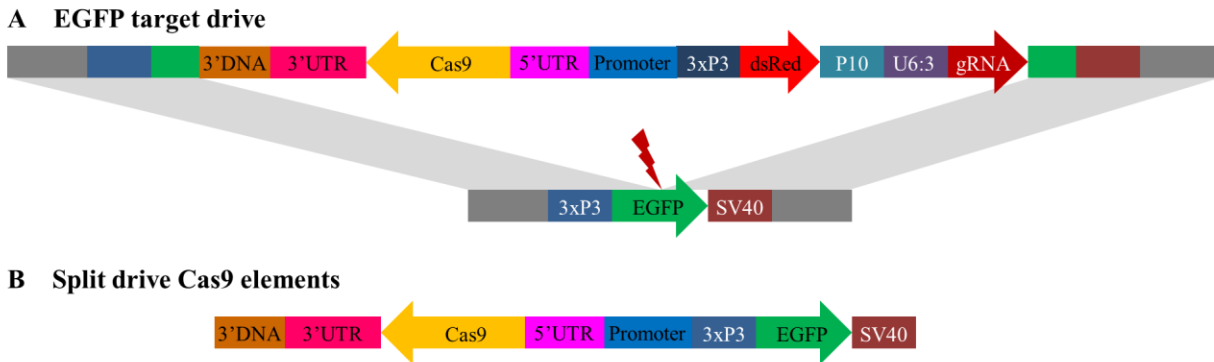 A EGFP target drive
3’DNA 3’UTR Cas9 5’UTR Promoter 3xP3 dsRed P10 U6:3 gRNA
3xP3 EGFP SV40
B Split drive Cas9 elements
3’DNA 3’UTR Cas9 5’UTR Promoter 3xP3 EGFP SV40